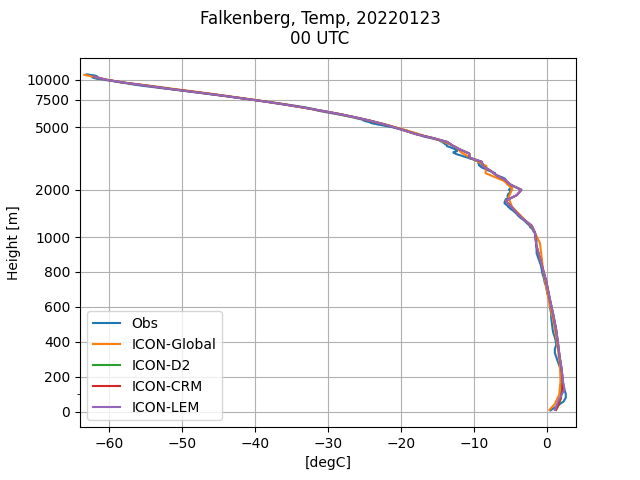 Falkenberg, Temp, 20220123
00 UTC
10000
7500
5000
2000
1000
800
600
400
200
0
Height [m]
Obs
ICON-Global
ICON-D2
ICON-CRM
ICON-LEM
−60 −50 −40 −30 −20 −10 0
[degC]